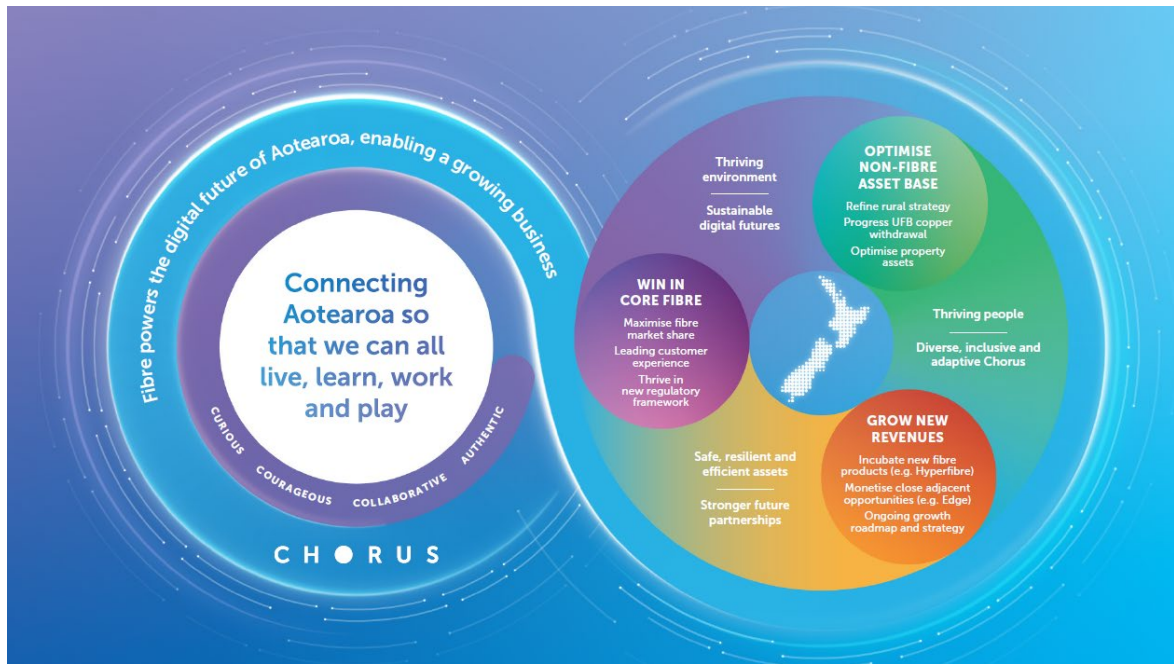 Fibre powers the digital future of Aotearoa, enabling a growing business
Connecting
Aotearoa so
that we can all
live, learn, work
and play
CURIOUS
COURAGEOUS
COLLABORATIVE
AUTHENTIC
CHORUS
Thriving
environment
Sustainable
digital futures
OPTIMISE
NON-FIBRE
ASSET BASE
Refine rural strategy
Progress UFB copper
withdrawal
Optimise property
assets
WIN IN
CORE FIBRE
Maximise fibre
market share
Leading customer
experience
Thrive in
new regulatory
framework
Thriving people
Diverse, inclusive and
adaptive Chorus
Safe, resilient and
efficient assets
Stronger future
partnerships
GROW NEW
REVENUES
Incubate new fibre
products (e.g. Hyperfibre)
Monetise close adjacent
opportunities (e.g. Edge)
Ongoing growth
roadmap and strategy